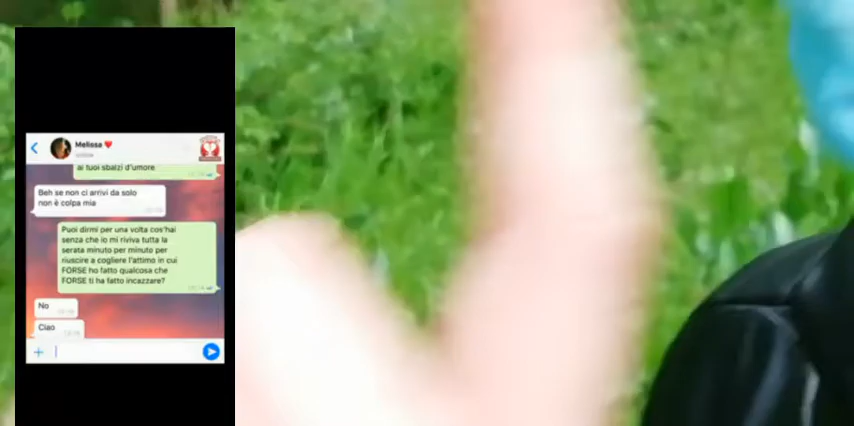 Melissa
ai tuoi sbalzi d'umore
Beh se non ci arrivi da solo
non è colpa mia
Puoi dirmi per una volta cos'hai
senza che io mi riviva tutta la
serata minuto per minuto per
riuscire a cogliere l'attimo in cui
FORSE ho fatto qualcosa che
FORSE ti ha fatto incazzare?
No
Ciao